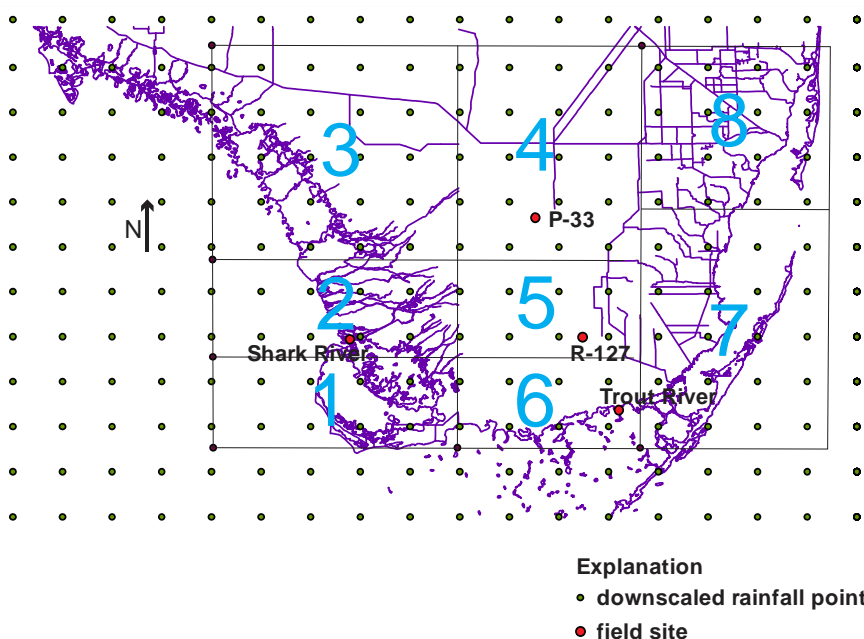 8
3
4
P-33
N
2
5
7
Shark River
R-127
1
6
Trout River
Explanation
downscaled rainfall point
field site